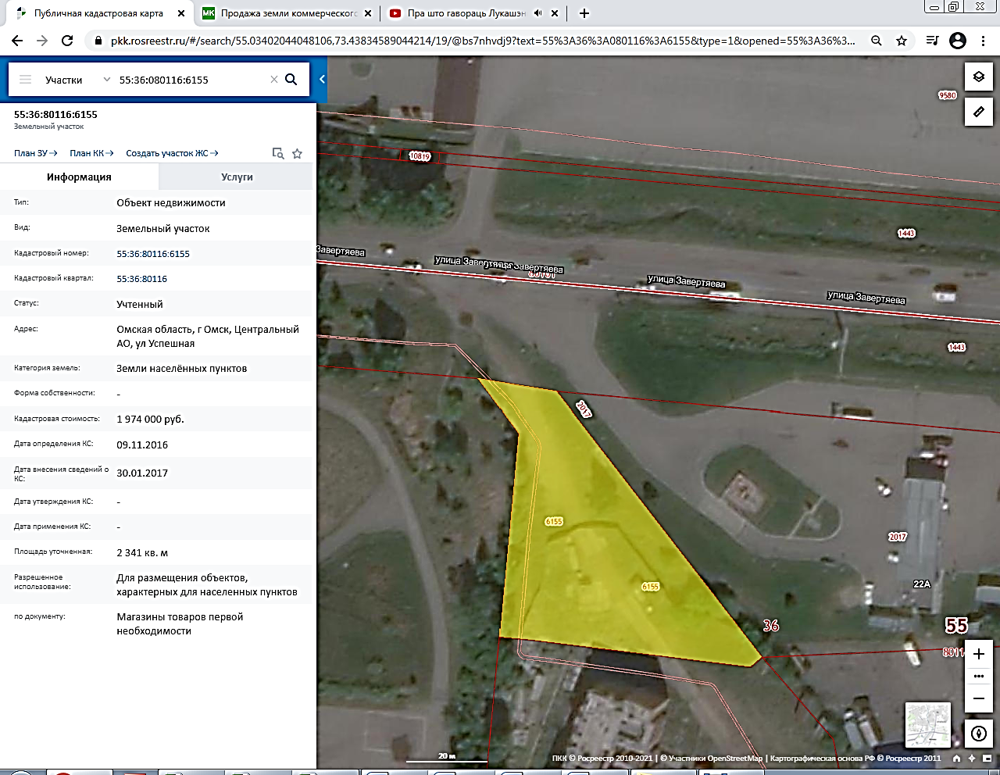 Публичная кадастровая карта
Продажа земли коммерческого
Пра што гавораць Лукашэн
pkk.rosreestr.ru/#/search/55.03402044048106,73.43834589044214/19/@bs7nhvdj9?text=55%3A36%3A080116%3A6155&type=1&opened=55%3A36%3...
Участки
55:36:080116:6155
55:36:80116:6155
Земельный участок
План ЗУ→
План КК→
Создать участок ЖС→
Информация
Услуги
Тип:
Объект недвижимости
Вид:
Земельный участок
Кадастровый номер:
55:36:80116:6155
Кадастровый квартал:
55:36:80116
Статус:
Учтенный
Адрес:
Омская область, г Омск, Центральный
АО, ул Успешная
Категория земель:
Земли населённых пунктов
Форма собственности:
-
Кадастровая стоимость:
1 974 000 руб.
Дата определения КС:
09.11.2016
Дата внесения сведений о
КС:
30.01.2017
Дата утверждения КС:
-
Дата применения КС:
-
Площадь уточненная:
2 341 кв. м
Разрешенное
использование:
Для размещения объектов,
характерных для населенных пунктов
по документу:
Магазины товаров первой
необходимости
9580
10819
1443
Завертяева
улица Завертяева
улица Завертяева
улица Завертяева
улица Завертяева
1443
2017
6155
6155
2017
22А
36
55
8011
20 м
ПКК © Росреестр 2010-2021 | © Участники OpenStreetMap | Картографическая основа РФ © Росреестр 2011